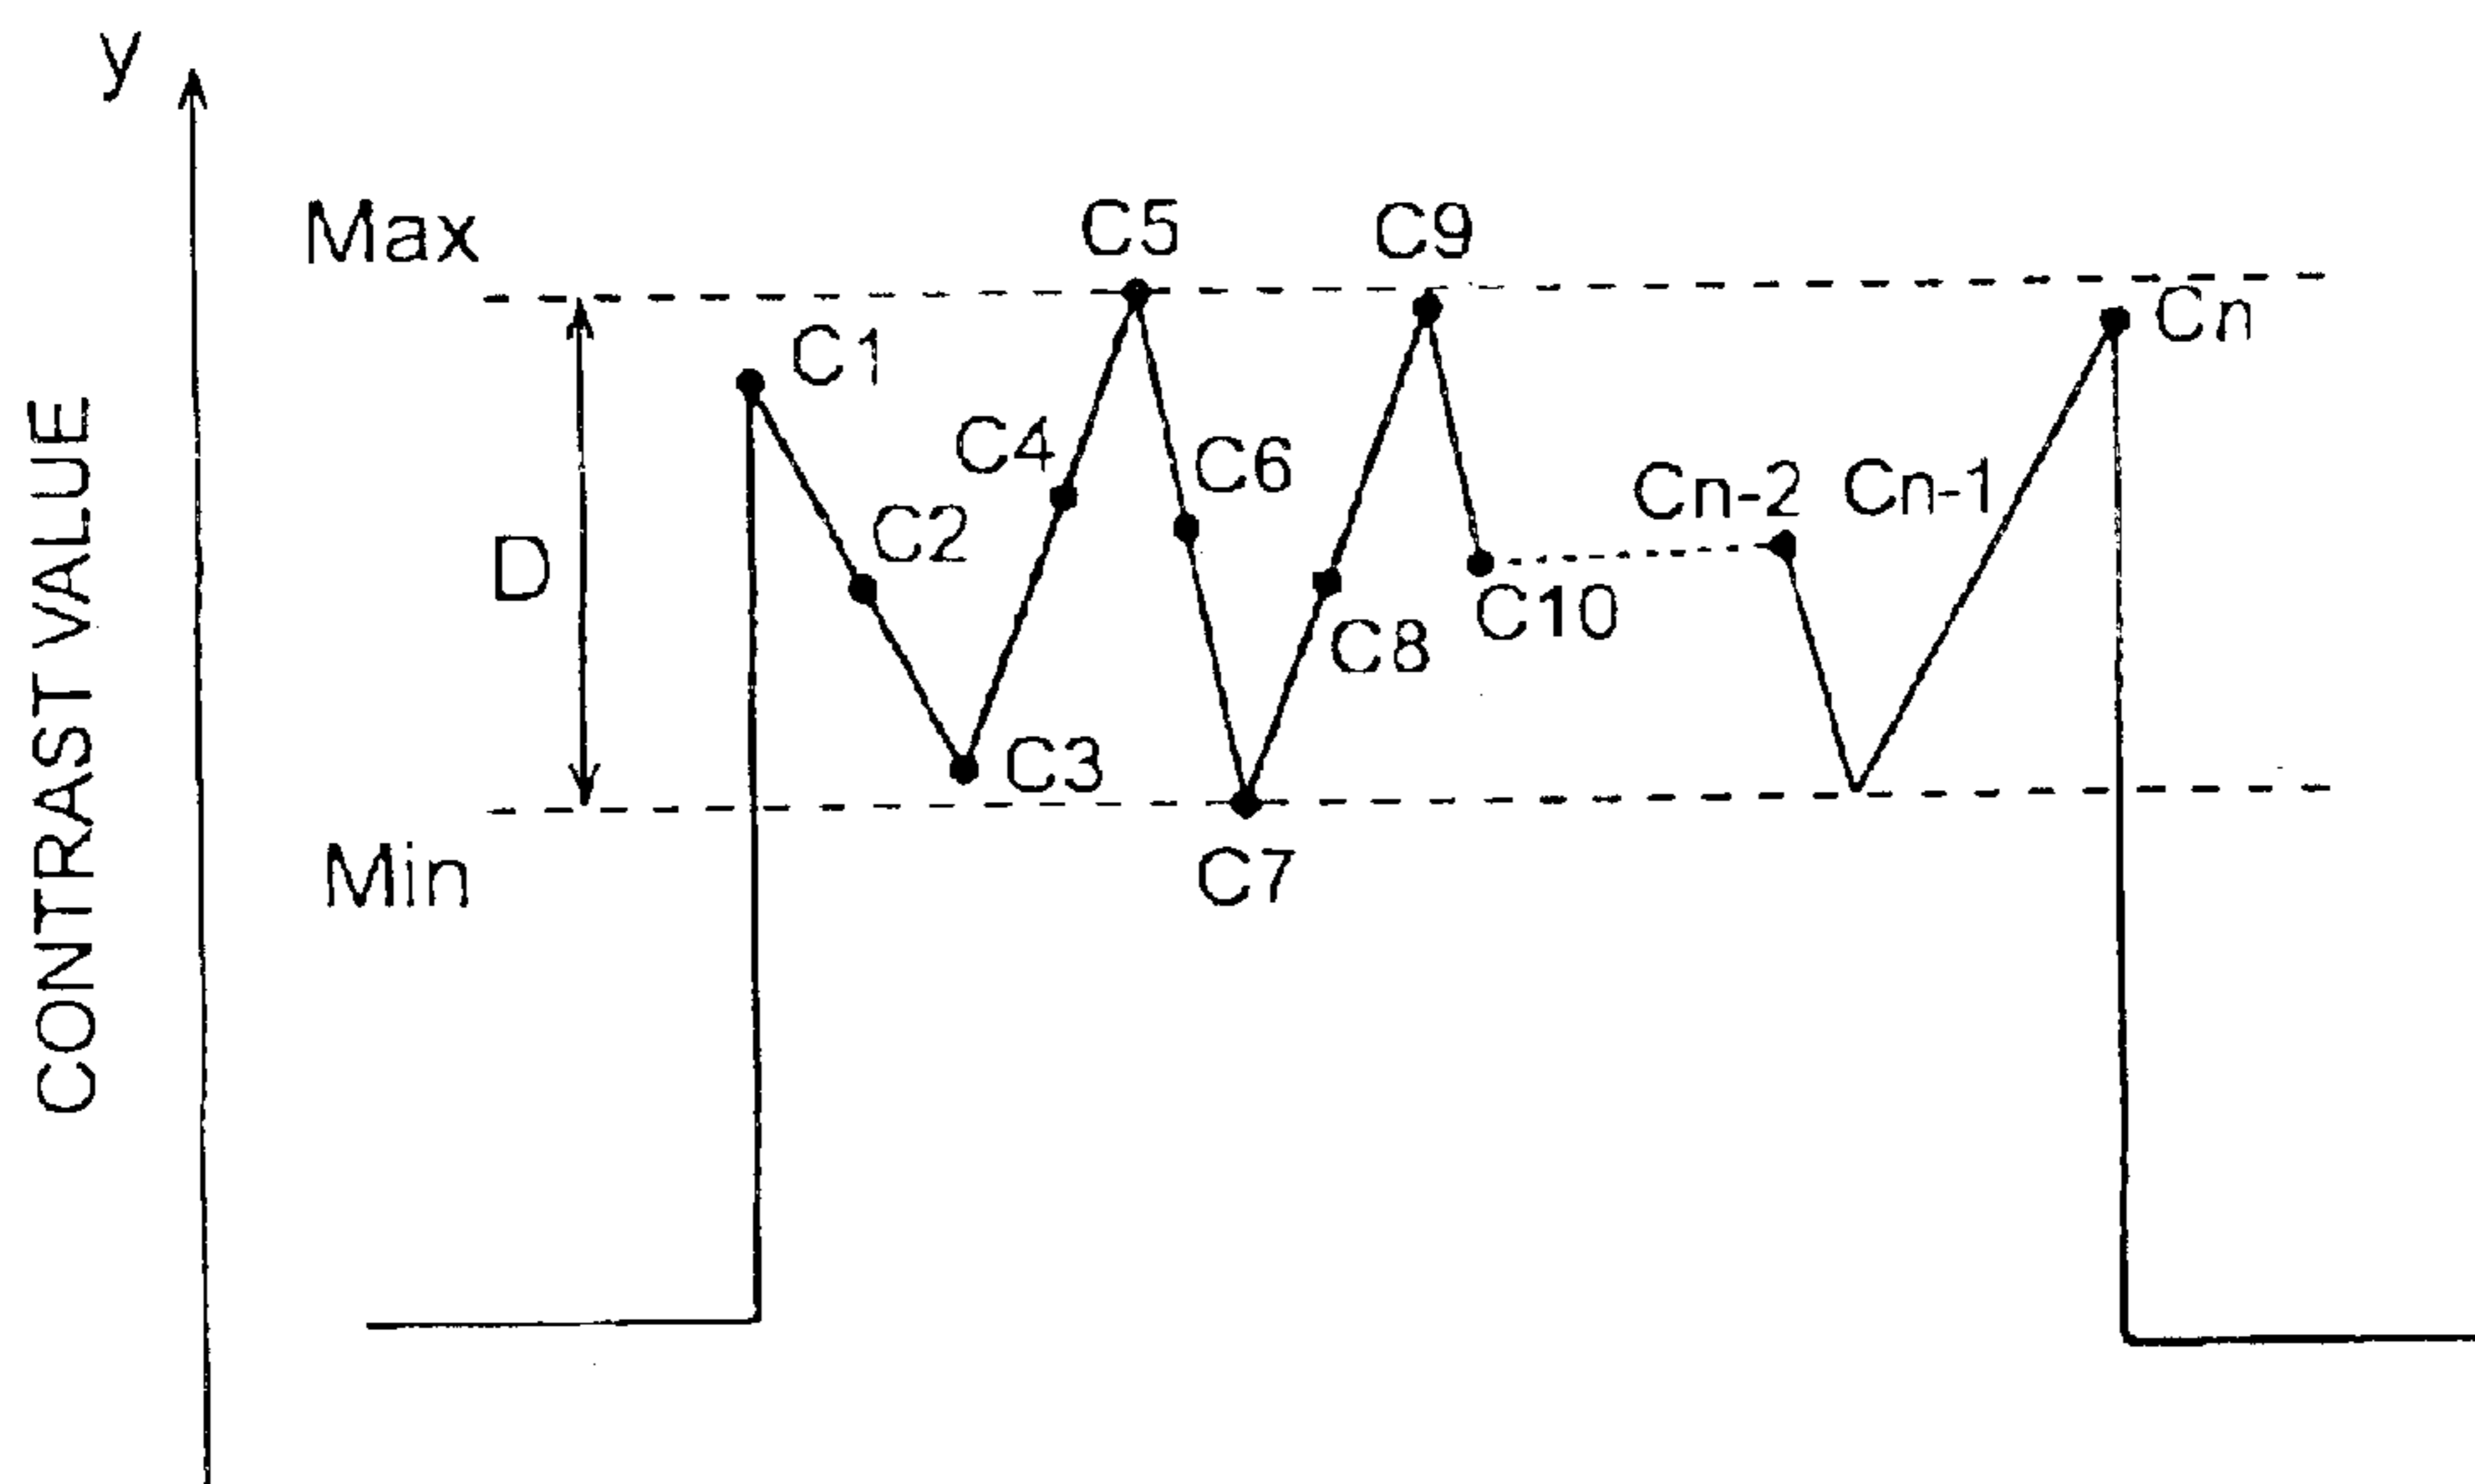 y
Max
C5
C9
Cn
C1
C4
C6
Cn-2
Cn-1
C2
D
C10
C8
C3
Min
C7
CONTRAST VALUE